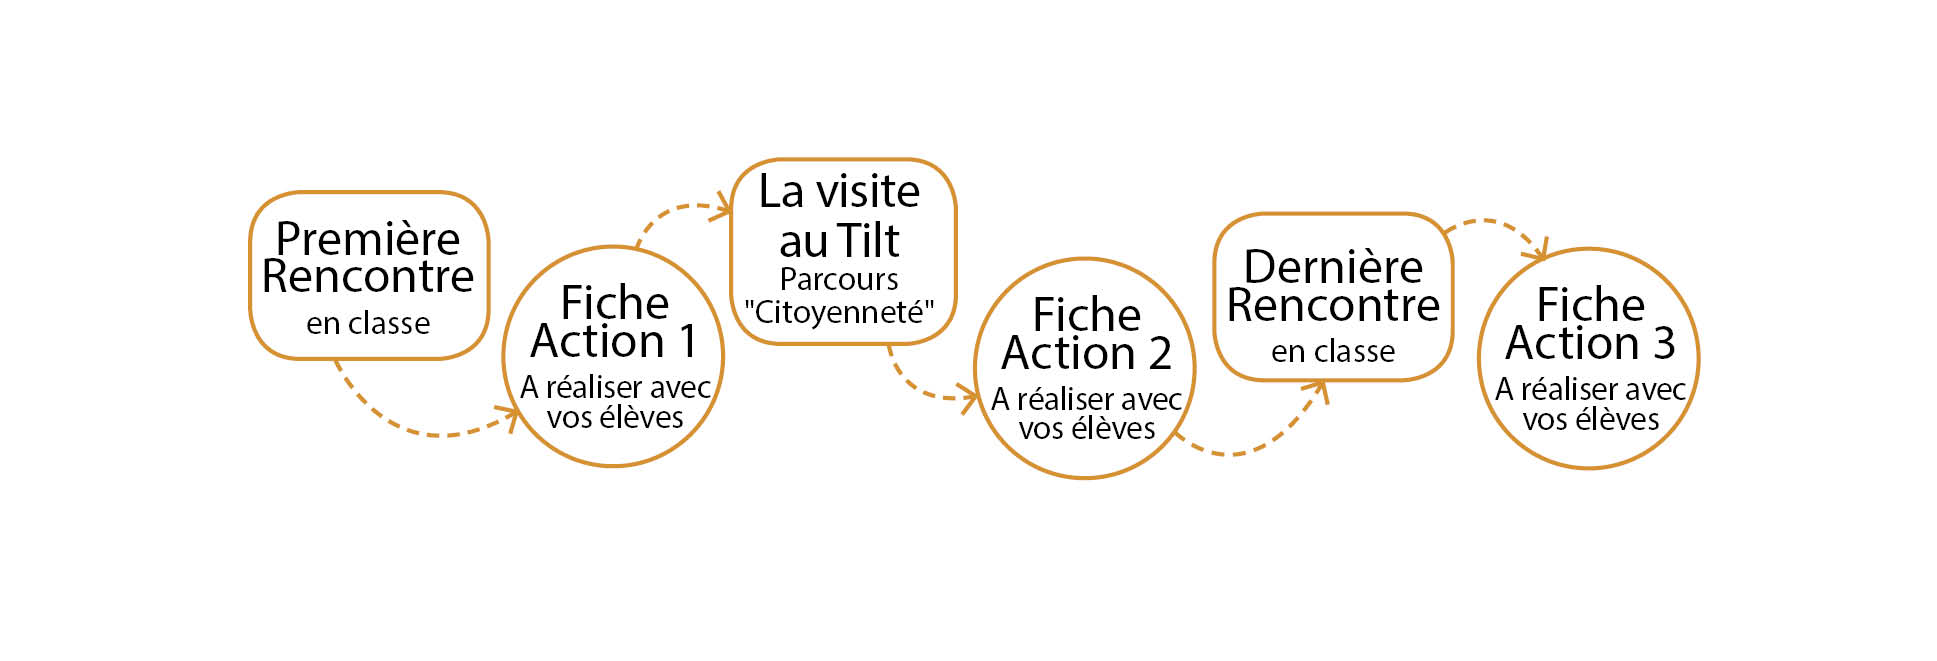 Première
Rencontre
en classe
Fiche
Action 1
A réaliser avec
vos élèves
La visite
au Tilt
Parcours
"Citoyenneté"
Fiche
Action 2
A réaliser avec
vos élèves
Dernière
Rencontre
en classe
Fiche
Action 3
A réaliser avec
vos élèves